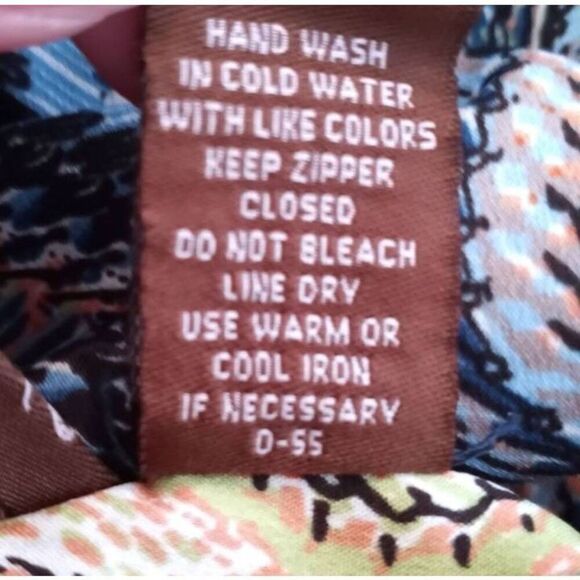 HAND WASH
IN COLD WATER
WITH LIKE COLORS
KEEP ZIPPER
CLOSED
DO NOT BLEACH
LINE DRY
USE WARM OR
COOL IRON
IF NECESSARY
D-55